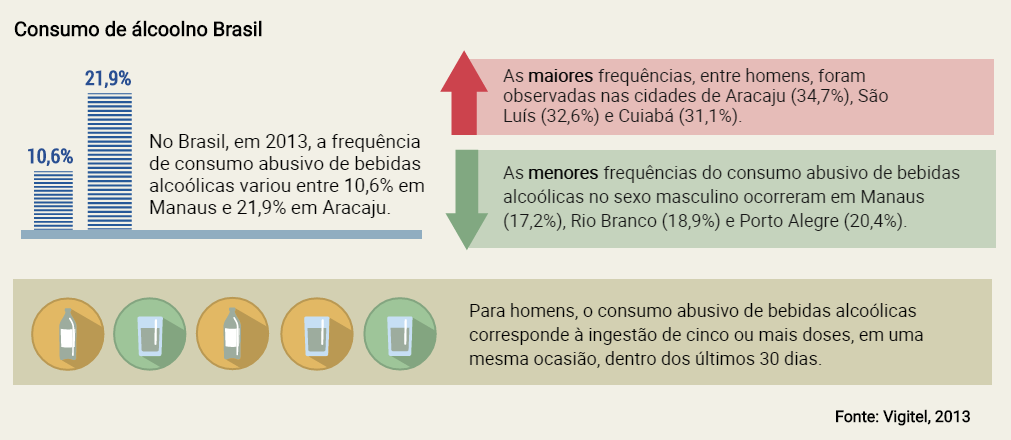 Consumo de álcoolno Brasil
21,9%
10,6%
No Brasil, em 2013, a frequência
de consumo abusivo de bebidas
alcoólicas variou entre 10,6% em
Manaus e 21,9% em Aracaju.
As maiores frequências, entre homens, foram
observadas nas cidades de Aracaju (34,7%), São
Luís (32,6%) e Cuiabá (31,1%).
As menores frequências do consumo abusivo de bebidas
alcoólicas no sexo masculino ocorreram em Manaus
(17,2%), Rio Branco (18,9%) e Porto Alegre (20,4%).
Para homens, o consumo abusivo de bebidas alcoólicas
corresponde à ingestão de cinco ou mais doses, em uma
mesma ocasião, dentro dos últimos 30 dias.
Fonte: Vigitel, 2013